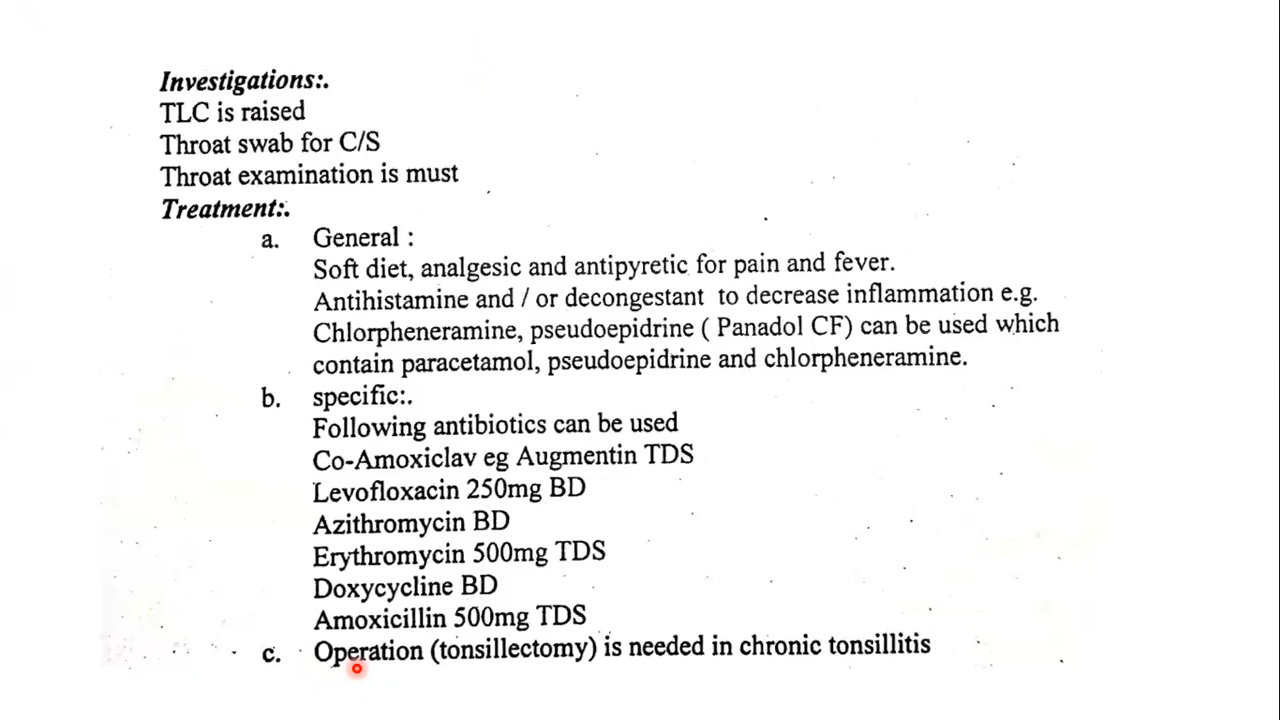 Investigations:.
TLC is raised
Throat swab for C/S
Throat examination is must
Treatment:.
a. General :
Soft diet, analgesic and antipyretic for pain and fever.
Antihistamine and / or decongestant to decrease inflammation e.g.
Chlorpheneramine, pseudoepidrine ( Panadol CF) can be used which
contain paracetamol, pseudoepidrine and chlorpheneramine.
b. specific:.
Following antibiotics can be used
Co-Amoxiclav eg Augmentin TDS
Levofloxacin 250mg BD
Azithromycin BD
Erythromycin 500mg TDS
Doxycycline BD
Amoxicillin 500mg TDS
c. Operation (tonsillectomy) is needed in chronic tonsillitis